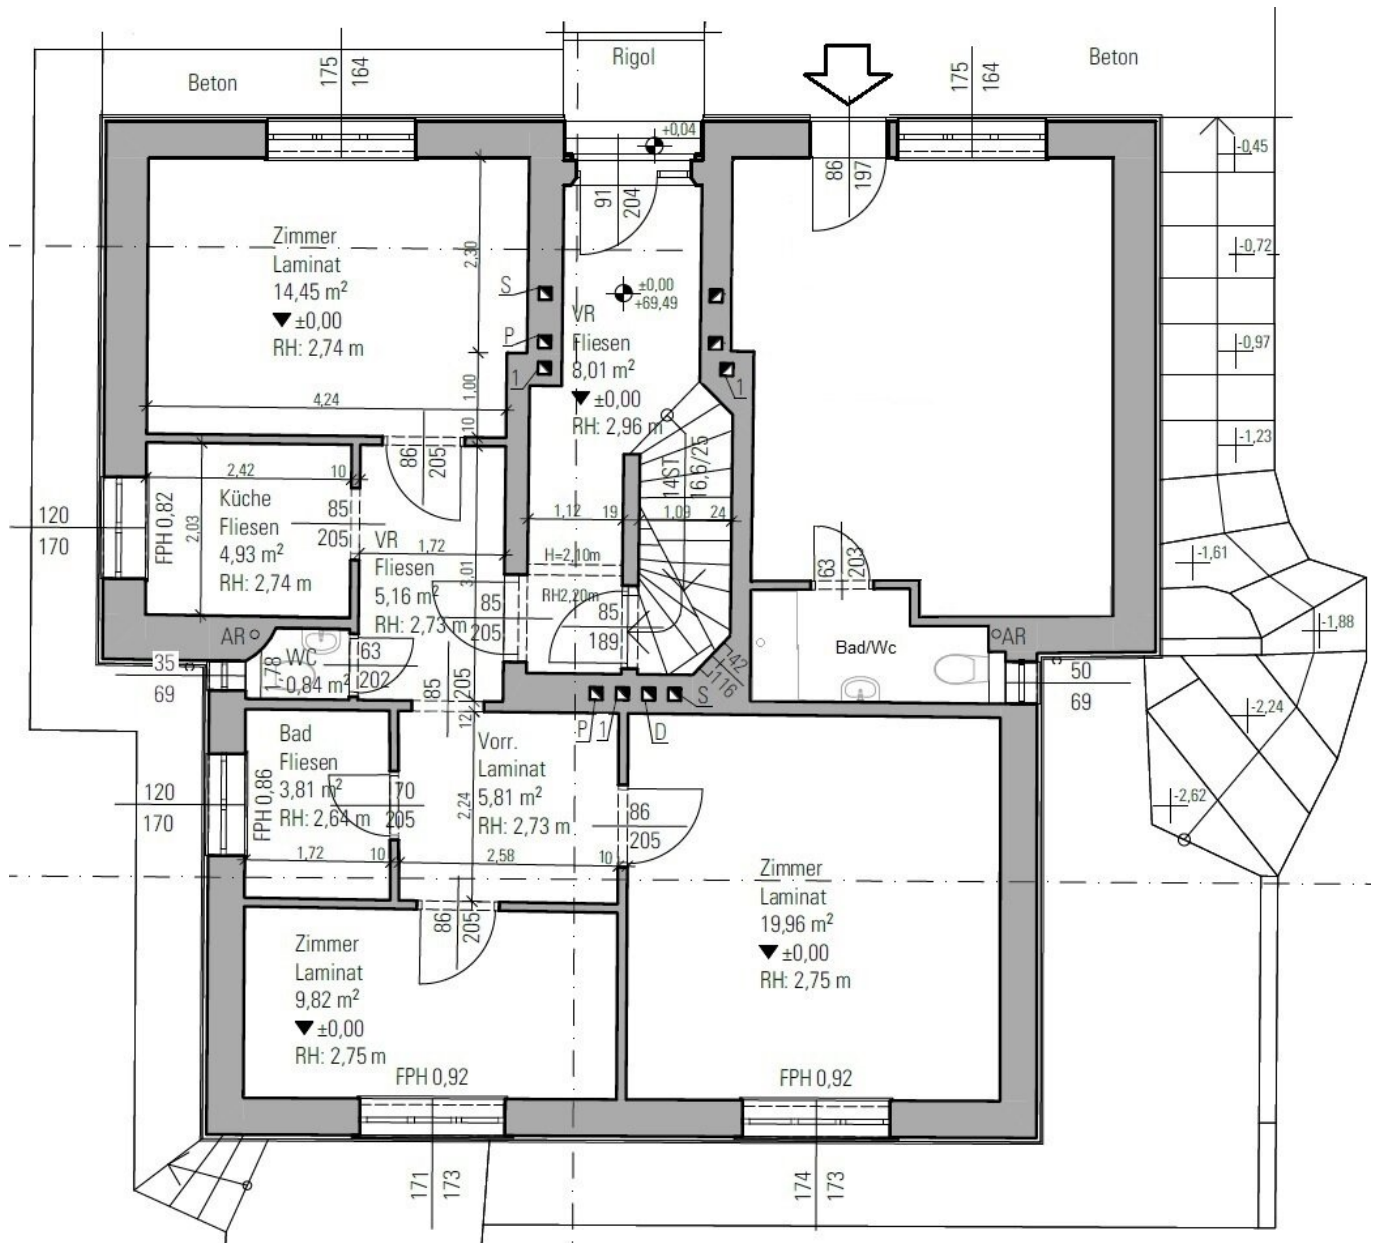 Beton
175
164
Rigol
175
164
Beton
+0,04
86
197
91
204
-0,45
-0,72
-0,97
-1,23
-1,61
-1,88
-2,24
-2,62
Zimmer
Laminat
14,45 m²
±0,00
RH: 2,74 m
2,30
1,00
10
4,24
S
P
1
±0,00
+69,49
VR
Fliesen
8,01 m²
±0,00
RH: 2,96 m
1
14ST
16,6/25
86
205
2,42
10
Küche
Fliesen
4,93 m²
RH: 2,74 m
2,03
FPH 0,82
120
170
85
205
VR
Fliesen
5,16 m²
RH: 2,73 m
1,72
3,01
1,12
19
1,09
24
H=2,10m
RH2,20m
85
205
85
189
63
203
AR
WC
0,84 m²
1,78
63
202
35
69
5
85
205
42
116
Bad/Wc
AR
5
50
69
P
1
D
S
12
Bad
Fliesen
3,81 m²
RH: 2,64 m
FPH 0,86
120
170
1,72
10
70
205
Vorr.
Laminat
5,81 m²
RH: 2,73 m
2,24
2,58
10
86
205
86
205
Zimmer
Laminat
19,96 m²
±0,00
RH: 2,75 m
Zimmer
Laminat
9,82 m²
±0,00
RH: 2,75 m
FPH 0,92
FPH 0,92
171
173
174
173